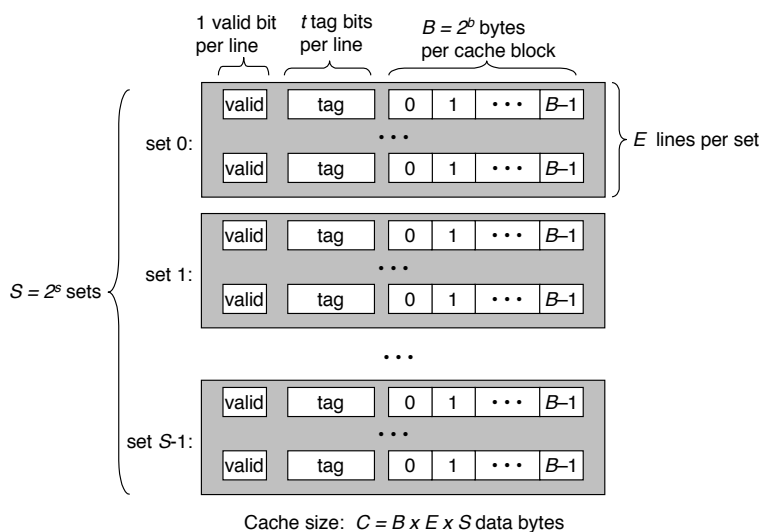 1 valid bit
per line
t tag bits
per line
B = 2ᵇ bytes
per cache block
valid tag 0 1 • • • B–1
• • •
set 0:
valid tag 0 1 • • • B–1
E lines per set
valid tag 0 1 • • • B–1
• • •
set 1:
valid tag 0 1 • • • B–1
S = 2ˢ sets
• • •
valid tag 0 1 • • • B–1
• • •
set S-1:
valid tag 0 1 • • • B–1
Cache size: C = B x E x S data bytes